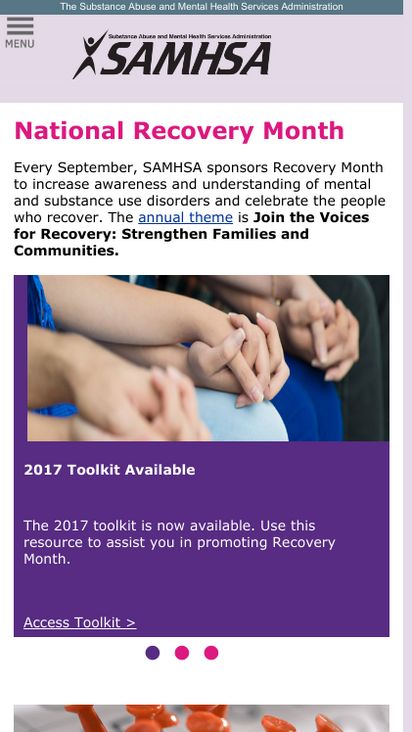 The Substance Abuse and Mental Health Services Administration
MENU
Substance Abuse and Mental Health Services Administration
SAMHSA
National Recovery Month
Every September, SAMHSA sponsors Recovery Month
to increase awareness and understanding of mental
and substance use disorders and celebrate the people
who recover. The annual theme is Join the Voices
for Recovery: Strengthen Families and
Communities.
2017 Toolkit Available
The 2017 toolkit is now available. Use this
resource to assist you in promoting Recovery
Month.
Access Toolkit >